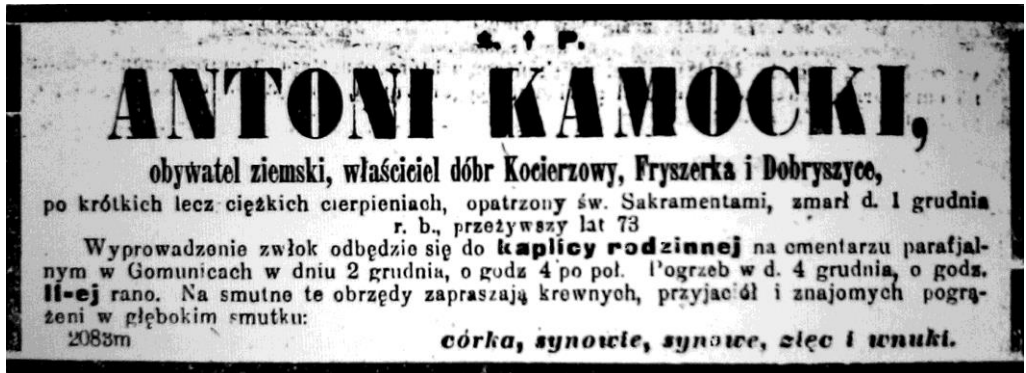 Ś. † P.
ANTONI KAMOCKI,
obywatel ziemski, właściciel dóbr Kocierzowy, Fryszerka i Dobryszyce,
po krótkich lecz ciężkich cierpieniach, opatrzony św. Sakramentami, zmarł d. 1 grudnia
r. b., przeżywszy lat 73
Wyprowadzenie zwłok odbędzie się do kaplicy rodzinnej na cmentarzu parafjal-
nym w Gomunicach w dniu 2 grudnia, o godz 4 po poł. Pogrzeb w d. 4 grudnia, o godz.
11-ej rano. Na smutne te obrzędy zapraszają krewnych, przyjaciół i znajomych pogrą-
żeni w głębokim smutku:
2083m córka, synowie, synowe, zięć i wnuki.